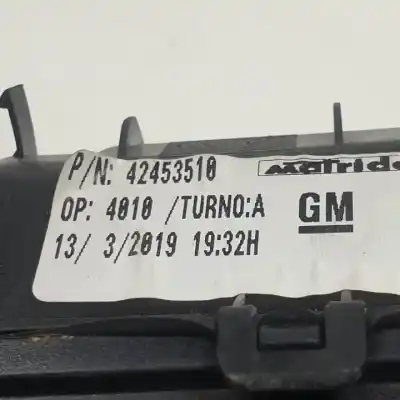 P/N: 42453510
OP: 4010 /TURNO:A
GM
13/ 3/2019 19:32H